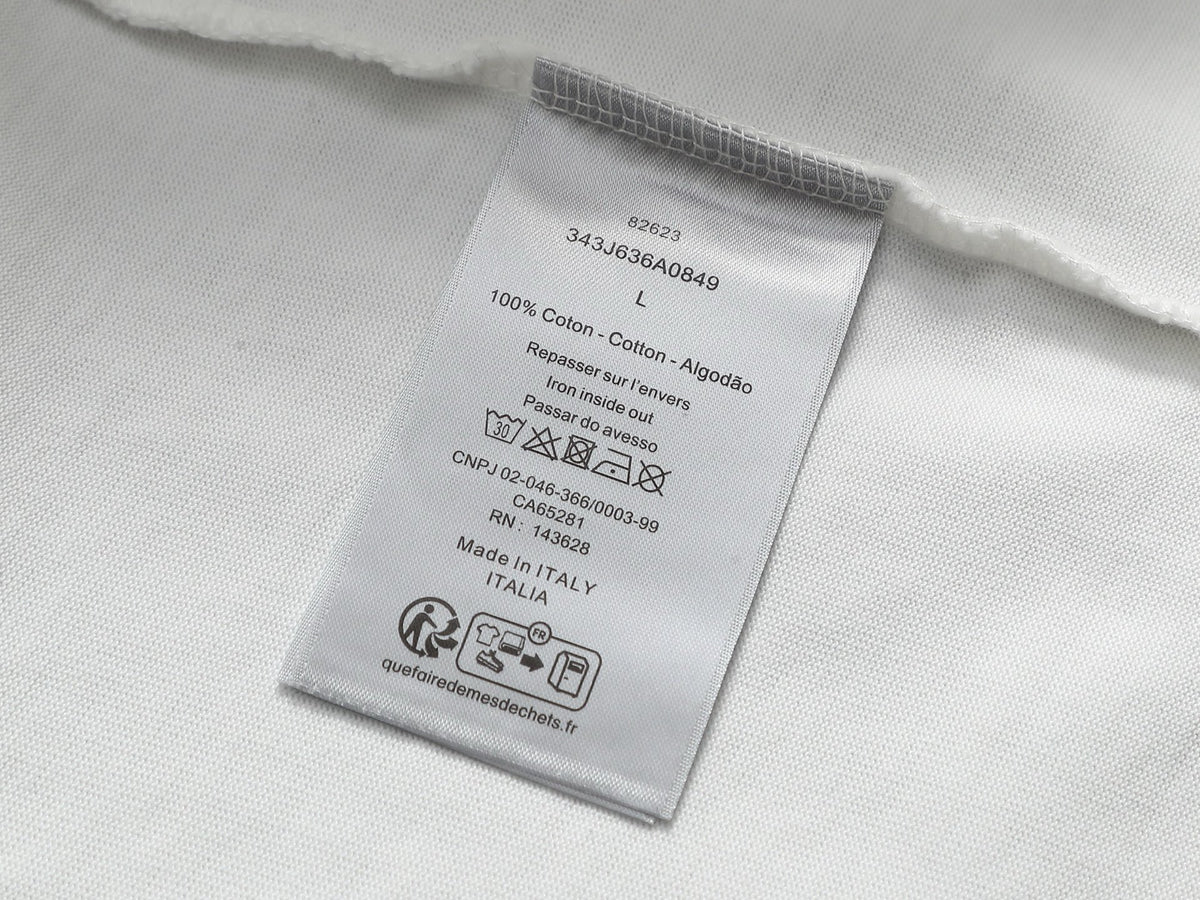 82623
343J636A0849
L
100% Coton - Cotton - Algodão
Repasser sur l'envers
Iron inside out
Passar do avesso
30
CNPJ 02-046-366/0003-99
CA65281
RN : 143628
Made In ITALY
ITALIA
FR
quefairedemesdechets.fr